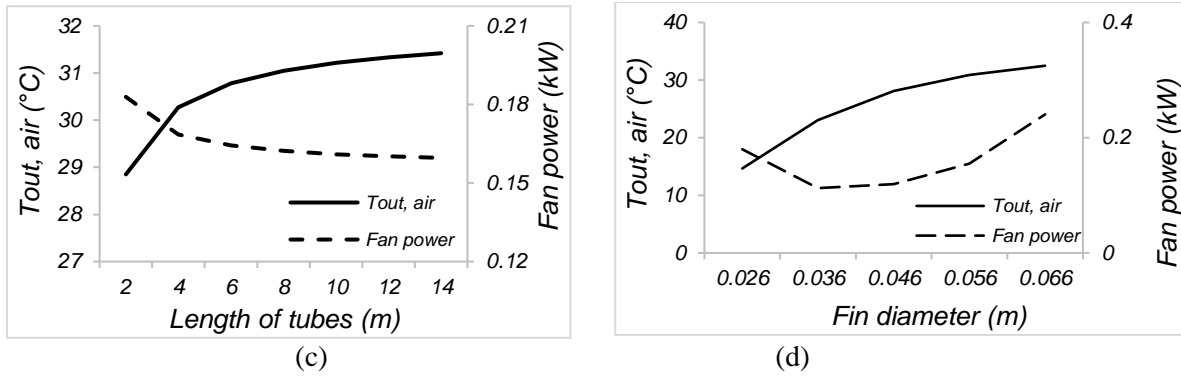 32
31
30
29
28
27
Tout, air (°C)
0.21
0.18
0.15
0.12
Fan power (kW)
Tout, air
Fan power
2 4 6 8 10 12 14
Length of tubes (m)
(c)
40
30
20
10
0
Tout, air (°C)
0.4
0.2
0
Fan power (kW)
Tout, air
Fan power
0.026 0.036 0.046 0.056 0.066
Fin diameter (m)
(d)